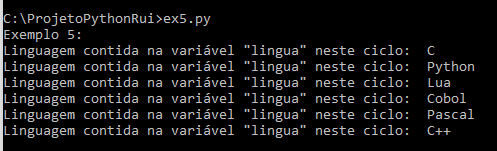 C:\ProjetoPythonRui>ex5.py
Exemplo 5:
Linguagem contida na variável "lingua" neste ciclo:  C
Linguagem contida na variável "lingua" neste ciclo:  Python
Linguagem contida na variável "lingua" neste ciclo:  Lua
Linguagem contida na variável "lingua" neste ciclo:  Cobol
Linguagem contida na variável "lingua" neste ciclo:  Pascal
Linguagem contida na variável "lingua" neste ciclo:  C++